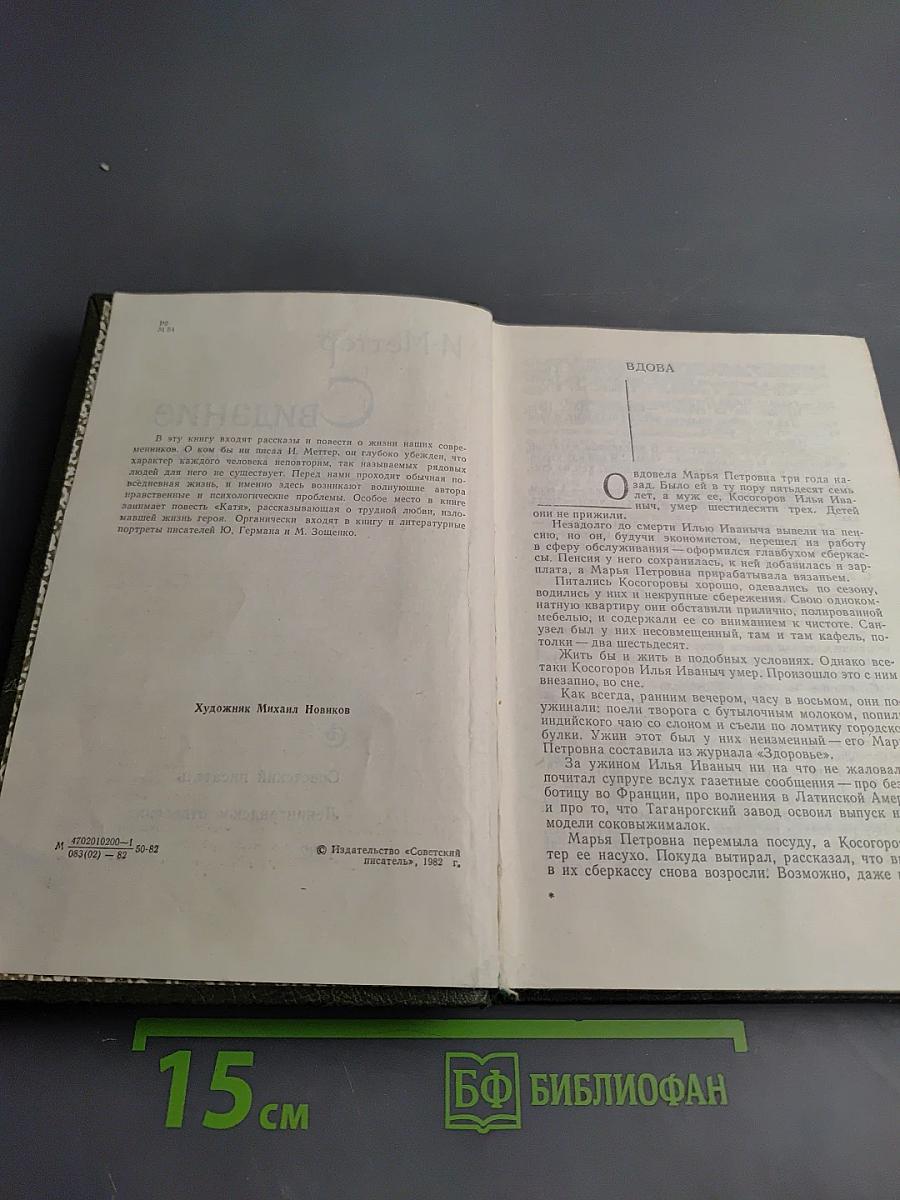 Р2
М 54
В эту книгу входят рассказы и повести о жизни наших совре-
менников. О ком бы ни писал И. Меттер, он глубоко убежден, что
характер каждого человека неповторим, так называемых рядовых
людей для него не существует. Перед нами проходит обычная по-
вседневная жизнь, и именно здесь возникают волнующие автора
нравственные и психологические проблемы. Особое место в книге
занимает повесть «Катя», рассказывающая о трудной любви, изло-
мавшей жизнь героя. Органически входят в книгу и литературные
портреты писателей Ю. Германа и М. Зощенко.
Художник Михаил Новиков
М 4702010200—1 50-82
083(02) — 82
© Издательство «Советский
писатель», 1982 г.
ВДОВА
Овдовела Марья Петровна три года на-
зад. Было ей в ту пору пятьдесят семь
лет, а муж ее, Косогоров Илья Ива-
ныч, умер шестидесяти трех. Детей
они не прижили.
Незадолго до смерти Илью Иваныча вывели на пен-
сию, но он, будучи экономистом, перешел на работу
в сферу обслуживания — оформился главбухом сберкас-
сы. Пенсия у него сохранилась, к ней добавилась и зар-
плата, а Марья Петровна прирабатывала вязаньем.
Питались Косогоровы хорошо, одевались по сезону,
водились у них и некрупные сбережения. Свою одноком-
натную квартиру они обставили прилично, полированной
мебелью, и содержали ее со вниманием к чистоте. Сан-
узел был у них несовмещенный, там и там кафель, по-
толки — два шестьдесят.
Жить бы и жить в подобных условиях. Однако все-
таки Косогоров Илья Иваныч умер. Произошло это с ним
внезапно, во сне.
Как всегда, ранним вечером, часу в восьмом, они по
ужинали: поели творога с бутылочным молоком, попили
индийского чаю со слоном и съели по ломтику городско
булки. Ужин этот был у них неизменный — его Мар
Петровна составила из журнала «Здоровье».
За ужином Илья Иваныч ни на что не жаловал
почитал супруге вслух газетные сообщения — про без
ботицу во Франции, про волнения в Латинской Амер
и про то, что Таганрогский завод освоил выпуск н
модели соковыжималок.
Марья Петровна перемыла посуду, а Косогоро
тер ее насухо. Покуда вытирал, рассказал, что в
в их сберкассу снова возросли. Возможно, даже
*
15 см
БФ БИБЛИОФАН